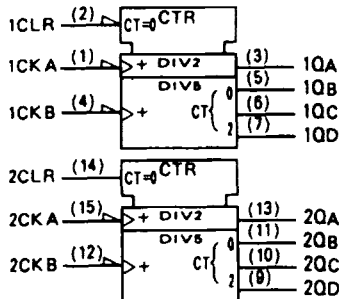 1CLR (2) CT=0 CTR
1CKA (1) + DIV2 (3) 1QA
DIV5 0 (5) 1QB
1CKB (4) + CT (6) 1QC
2 (7) 1QD
2CLR (14) CT=0 CTR
2CKA (15) + DIV2 (13) 2QA
DIV5 0 (11) 2QB
2CKB (12) + CT (10) 2QC
2 (9) 2QD